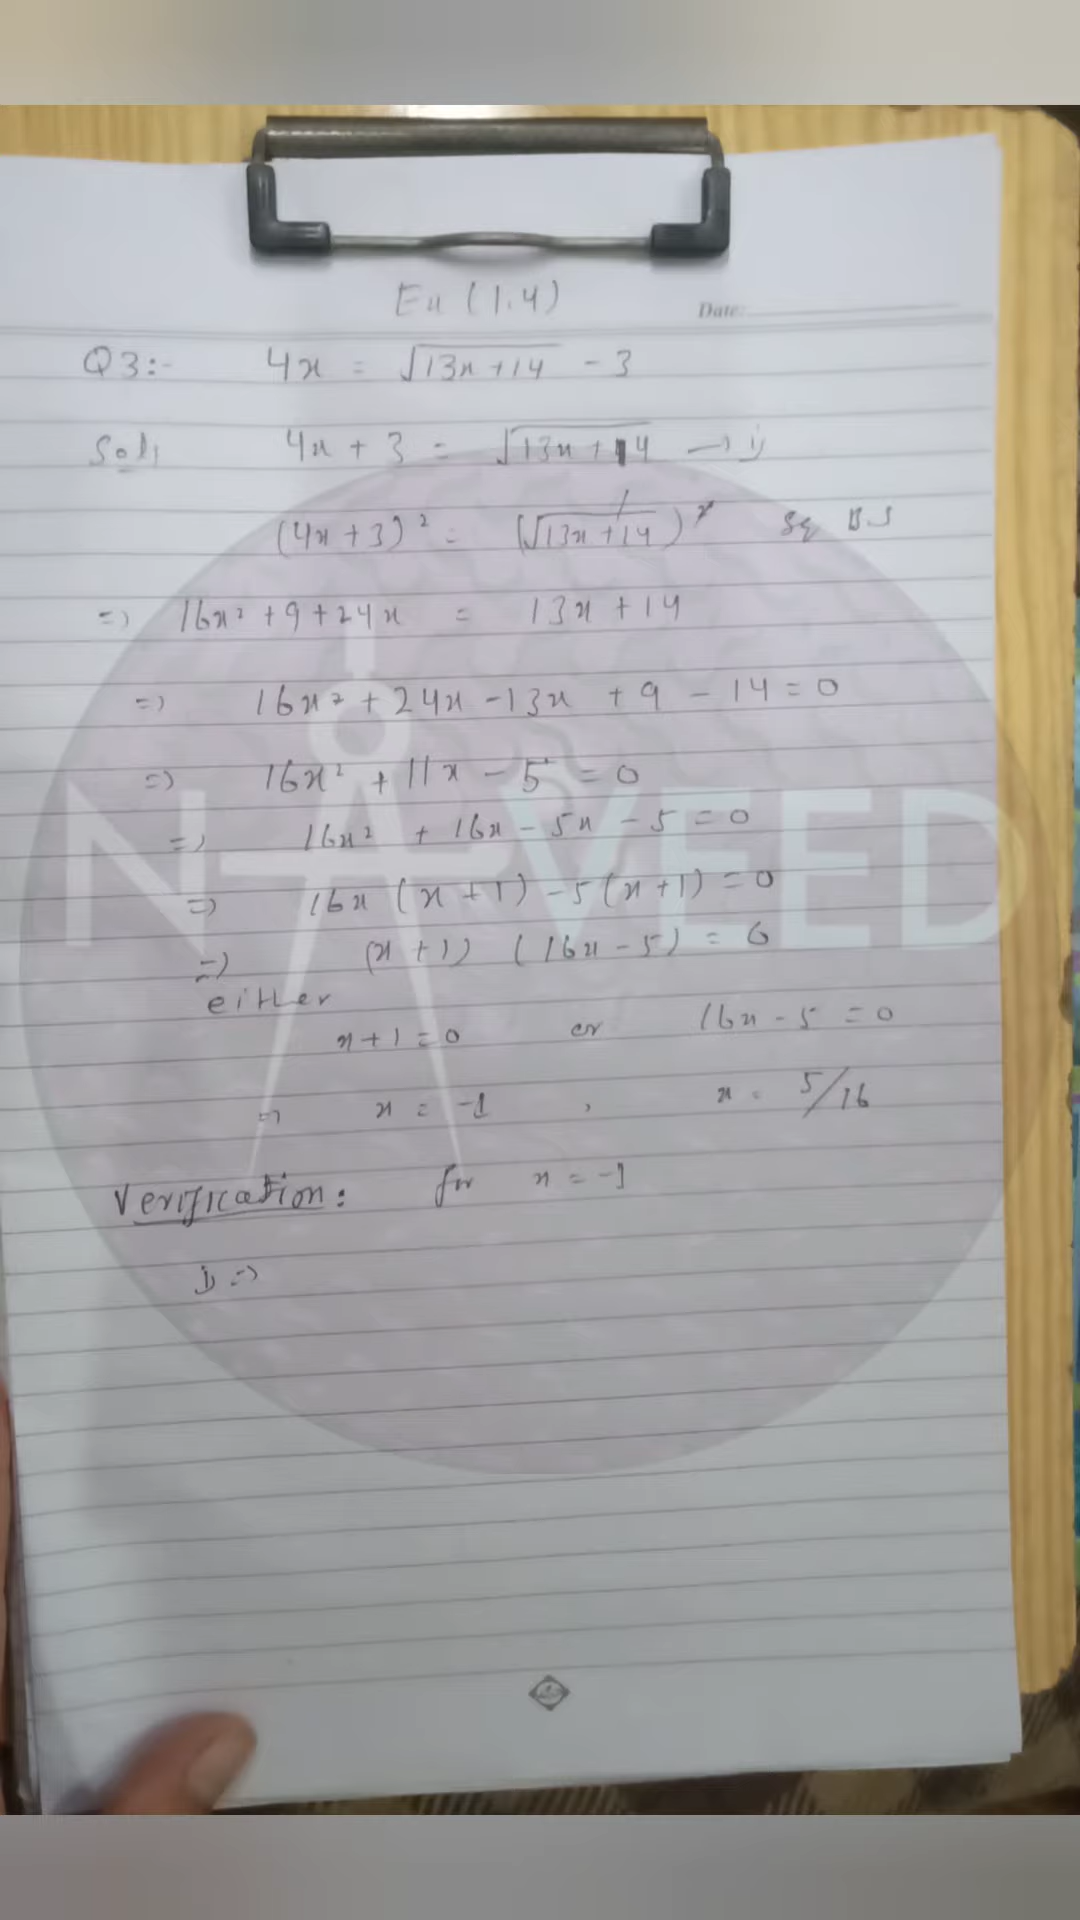 Ex (1.4)
Date:
Q3:- 4x = √13x+14 - 3
Sol; 4x + 3 = √13x+14 → i)
(4x+3)² = (√13x+14)² Sq B.S
=> 16x² + 9 + 24x = 13x + 14
=> 16x² + 24x - 13x + 9 - 14 = 0
=> 16x² + 11x - 5 = 0
=> 16x² + 16x - 5x - 5 = 0
=> 16x (x+1) - 5(x+1) = 0
=> (x+1) (16x-5) = 0
either
x+1 = 0 or 16x - 5 = 0
=> x = -1 , x = 5/16
Verification: for x = -1
i) =>
NAVEED